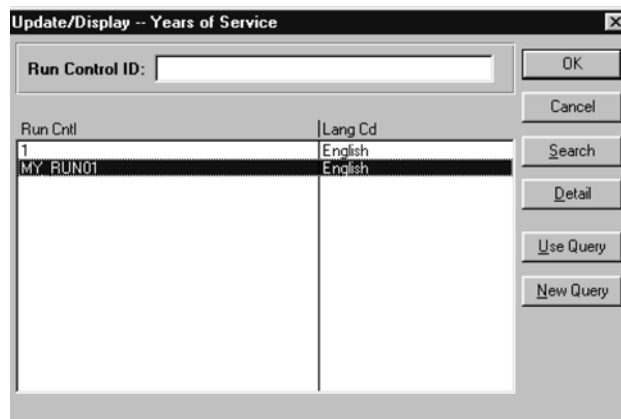 Update/Display -- Years of Service
Run Control ID:
OK
Cancel
Run Cntl Lang Cd
1 English
MY_RUN01 English
Search
Detail
Use Query
New Query